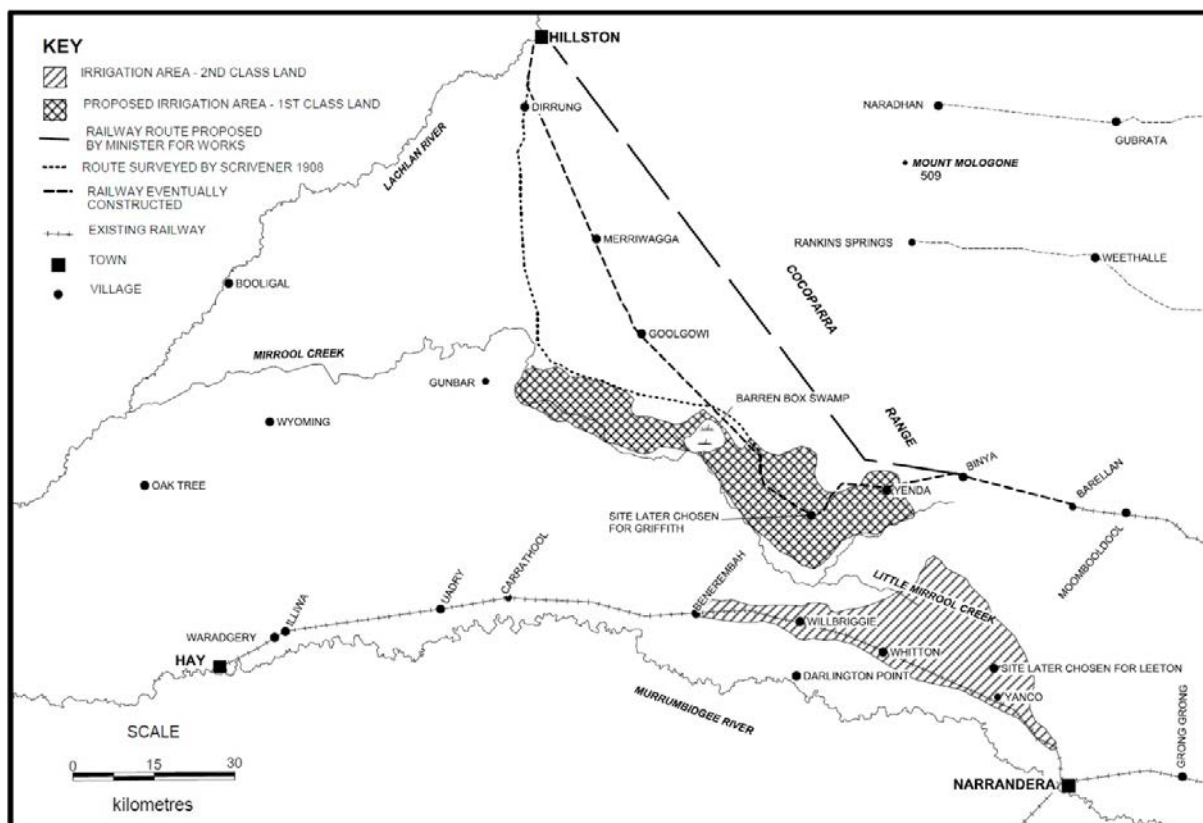 KEY
IRRIGATION AREA - 2ND CLASS LAND
PROPOSED IRRIGATION AREA - 1ST CLASS LAND
RAILWAY ROUTE PROPOSED
BY MINISTER FOR WORKS
ROUTE SURVEYED BY SCRIVENER 1908
RAILWAY EVENTUALLY
CONSTRUCTED
EXISTING RAILWAY
TOWN
VILLAGE
HILLSTON
DIRRUNG
LACHLAN RIVER
NARADHAN
GUBRATA
MOUNT MOLOGONE
509
MERRIWAGGA
RANKINS SPRINGS
WEETHALLE
BOOLIGAL
COCOPARRA
GOOLGOWI
MIRROOL CREEK
GUNBAR
BARREN BOX SWAMP
RANGE
WYOMING
BINYA
OAK TREE
YENDA
BARELLAN
SITE LATER CHOSEN
FOR GRIFFITH
MOOMBOOLDOOL
CARRATHOOL
UADRY
BENEREMBAH
LITTLE MIRROOL CREEK
ILLIWA
WARADGERY
WILLBRIGGIE
HAY
WHITTON
SITE LATER CHOSEN FOR LEETON
DARLINGTON POINT
YANCO
MURRUMBIDGEE RIVER
SCALE
0 15 30
kilometres
NARRANDERA
GRONG GRONG